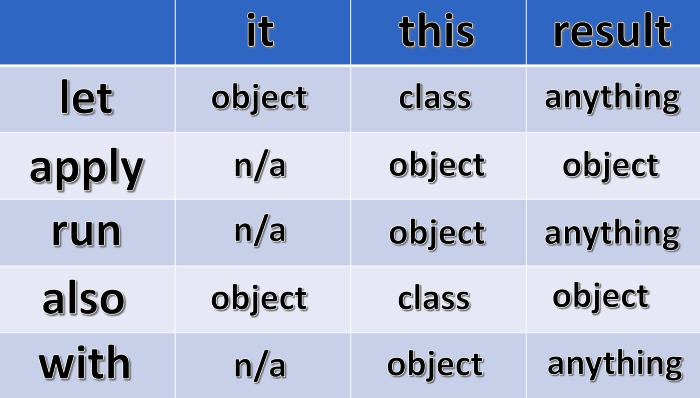 it this result
let object class anything
apply n/a object object
run n/a object anything
also object class object
with n/a object anything